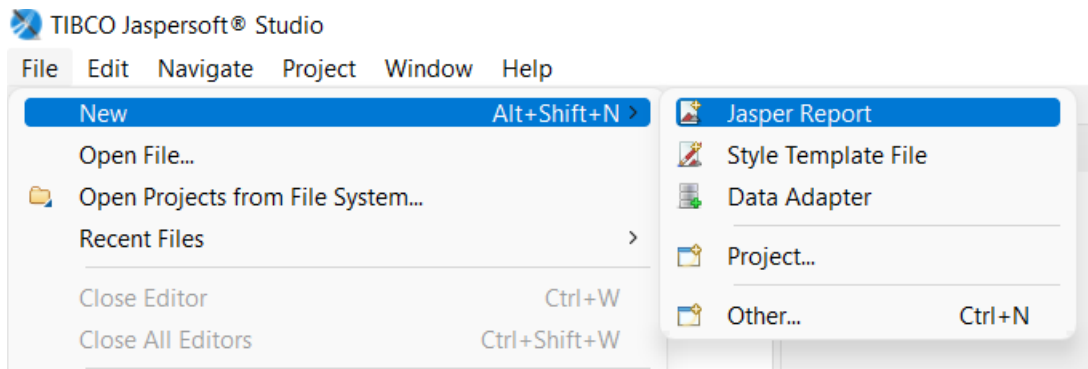 TIBCO Jaspersoft® Studio
File Edit Navigate Project Window Help
New Alt+Shift+N >
Open File...
Open Projects from File System...
Recent Files >
Close Editor Ctrl+W
Close All Editors Ctrl+Shift+W
Jasper Report
Style Template File
Data Adapter
Project...
Other... Ctrl+N